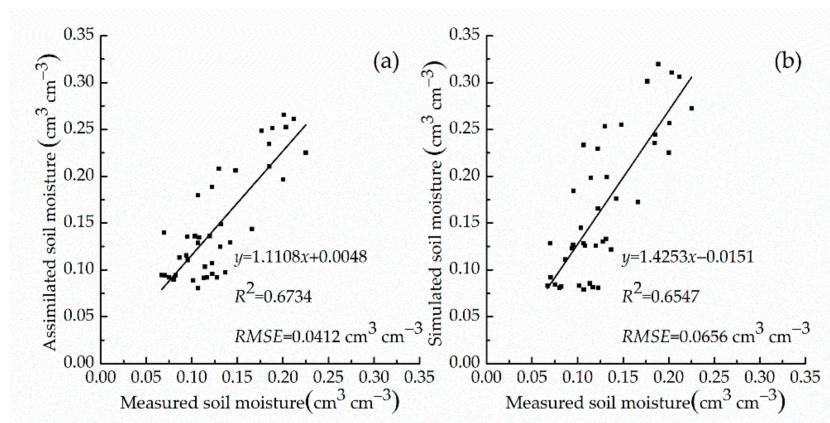 0.35
0.30
0.25
0.20
0.15
0.10
0.05
0.00
Assimilated soil moisture (cm³ cm⁻³)
(a)
y=1.1108x+0.0048
R²=0.6734
RMSE=0.0412 cm³ cm⁻³
0.00 0.05 0.10 0.15 0.20 0.25 0.30 0.35
Measured soil moisture(cm³ cm⁻³)
0.35
0.30
0.25
0.20
0.15
0.10
0.05
0.00
Simulated soil moisture (cm³ cm⁻³)
(b)
y=1.4253x−0.0151
R²=0.6547
RMSE=0.0656 cm³ cm⁻³
0.00 0.05 0.10 0.15 0.20 0.25 0.30 0.35
Measured soil moisture(cm³ cm⁻³)